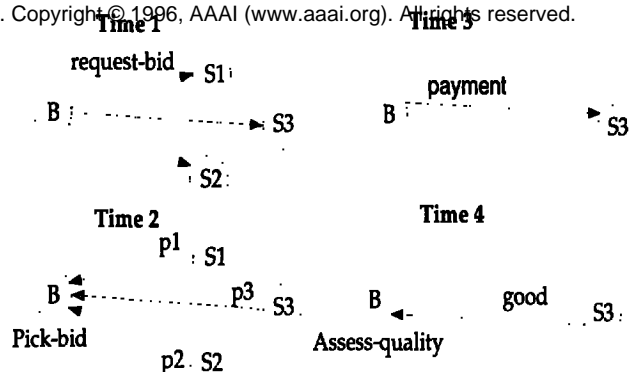 . Copyright © 1996, AAAI (www.aaai.org). All rights reserved.
Time 1
request-bid
S1
B
S3
S2
Time 3
payment
B
S3
Time 2
p1
S1
B
p3
S3
Pick-bid
p2
S2
Time 4
B
good
S3
Assess-quality